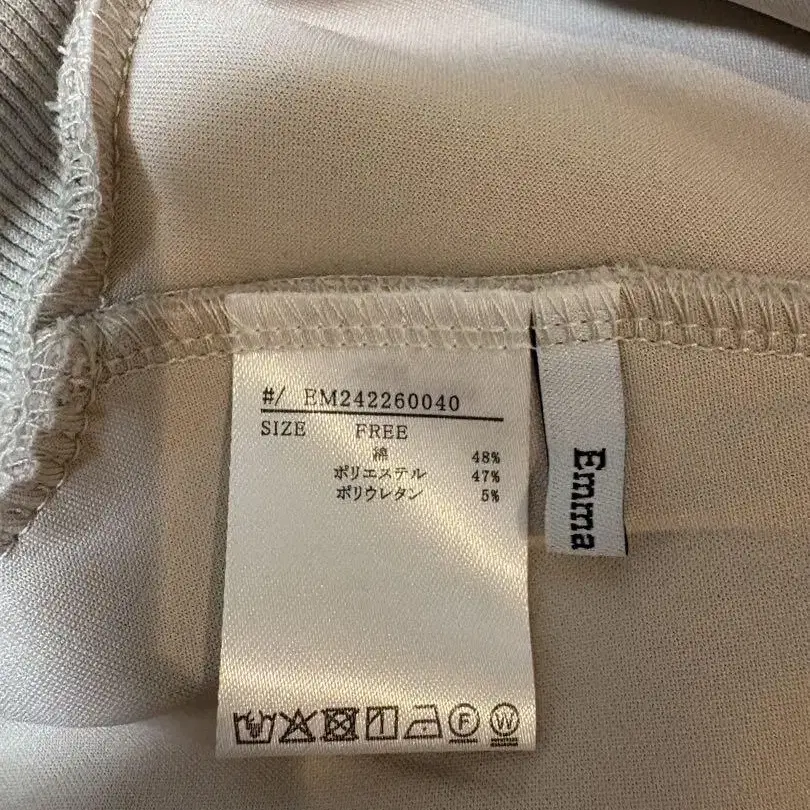 #/ EM242260040
SIZE FREE
綿 48%
ポリエステル 47%
ポリウレタン 5%
Emma
F
W